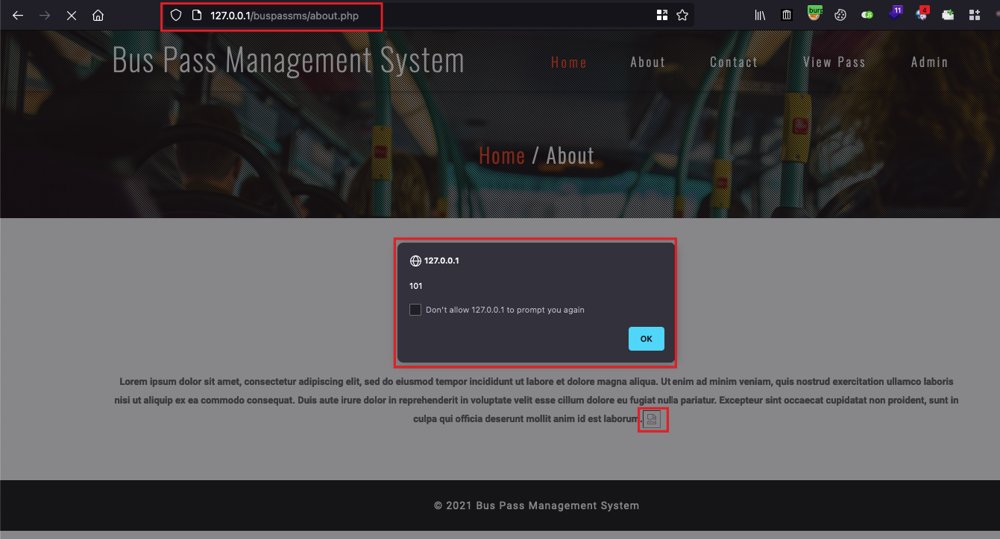 127.0.0.1/buspassms/about.php
burp
11
4
Bus Pass Management System
Home About Contact View Pass Admin
Home / About
127.0.0.1
101
Don't allow 127.0.0.1 to prompt you again
OK
Lorem ipsum dolor sit amet, consectetur adipiscing elit, sed do eiusmod tempor incididunt ut labore et dolore magna aliqua. Ut enim ad minim veniam, quis nostrud exercitation ullamco laboris
nisi ut aliquip ex ea commodo consequat. Duis aute irure dolor in reprehenderit in voluptate velit esse cillum dolore eu fugiat nulla pariatur. Excepteur sint occaecat cupidatat non proident, sunt in
culpa qui officia deserunt mollit anim id est laborum.
© 2021 Bus Pass Management System